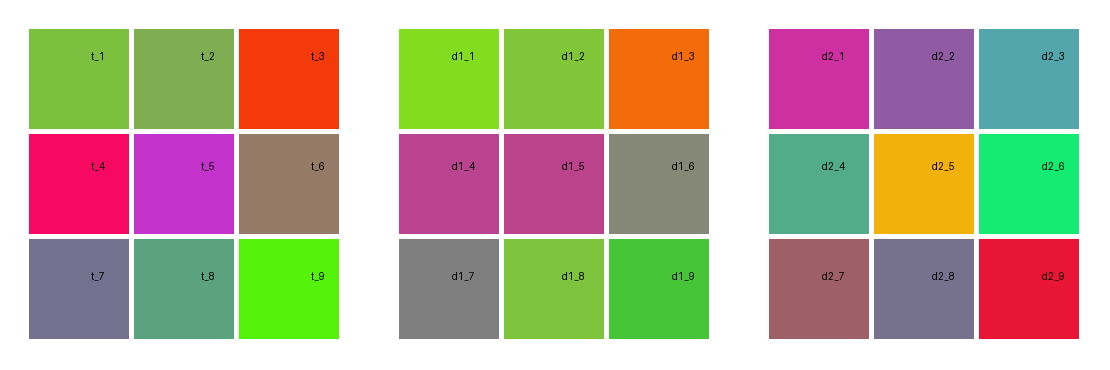 t_1 t_2 t_3 d1_1 d1_2 d1_3 d2_1 d2_2 d2_3
t_4 t_5 t_6 d1_4 d1_5 d1_6 d2_4 d2_5 d2_6
t_7 t_8 t_9 d1_7 d1_8 d1_9 d2_7 d2_8 d2_9